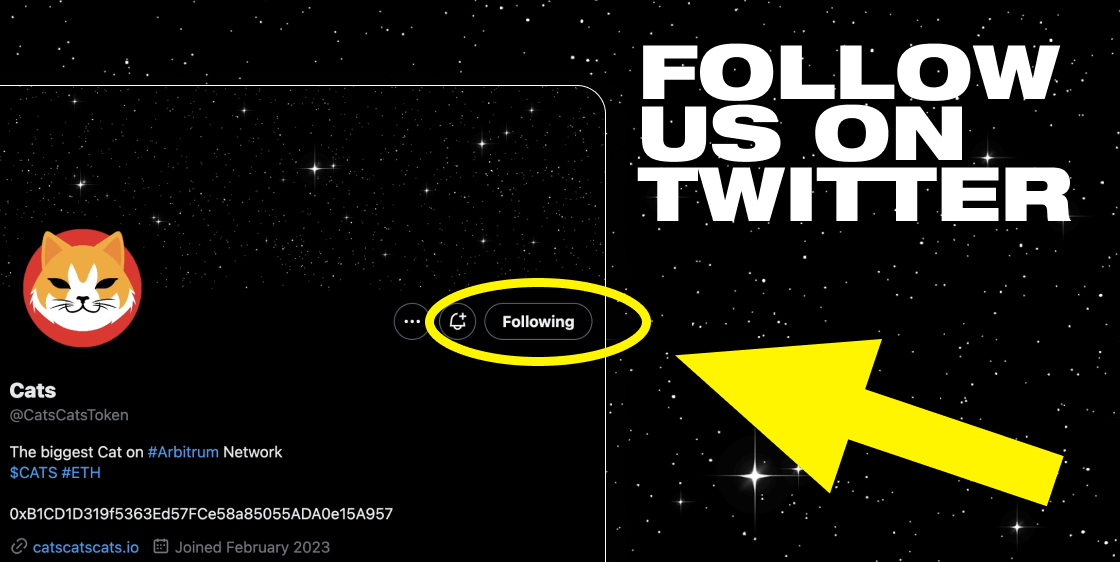 FOLLOW
US ON
TWITTER
Following
Cats
@CatsCatsToken
The biggest Cat on #Arbitrum Network
$CATS #ETH
0xB1CD1D319f5363Ed57FCe58a85055ADA0e15A957
catscatscats.io Joined February 2023